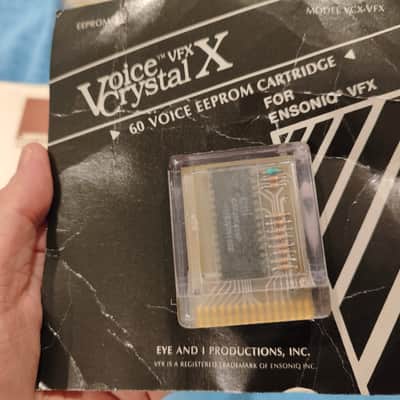 EEPROM
MODEL VCX-VFX
Voice™ VFX
Crystal X
60 VOICE EEPROM CARTRIDGE
FOR
ENSONIQ VFX
EYE AND I PRODUCTIONS, INC.
VFX IS A REGISTERED TRADEMARK OF ENSONIQ INC.